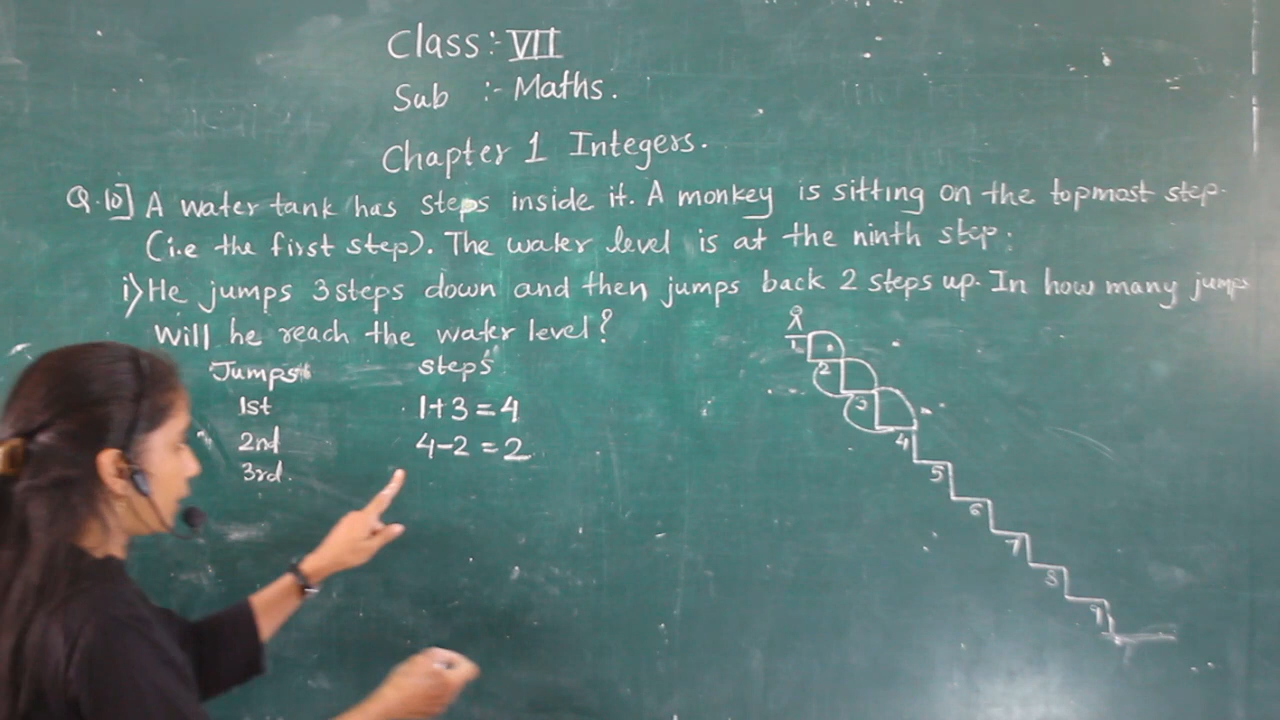 Class :- VII
Sub :- Maths.
Chapter 1 Integers.
Q.10] A water tank has steps inside it. A monkey is sitting on the topmost step.
(i.e the first step). The water level is at the ninth step.
i) He jumps 3 steps down and then jumps back 2 steps up. In how many jumps
will he reach the water level?
Jumps steps
1st 1+3=4
2nd 4-2=2
3rd.
1
2
3
4
5
6
7
8
9